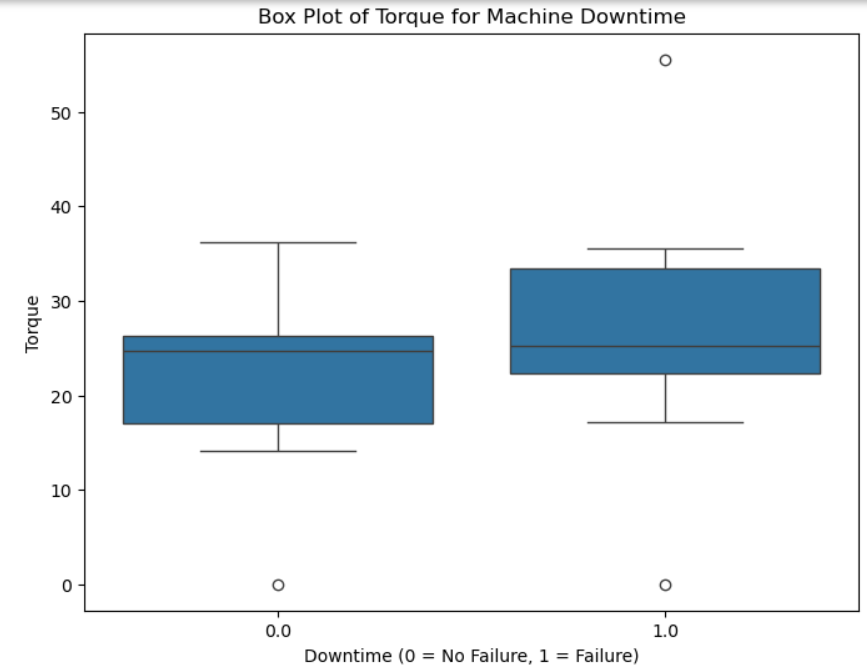 Box Plot of Torque for Machine Downtime
50
40
30
20
10
0
Torque
0.0
1.0
Downtime (0 = No Failure, 1 = Failure)